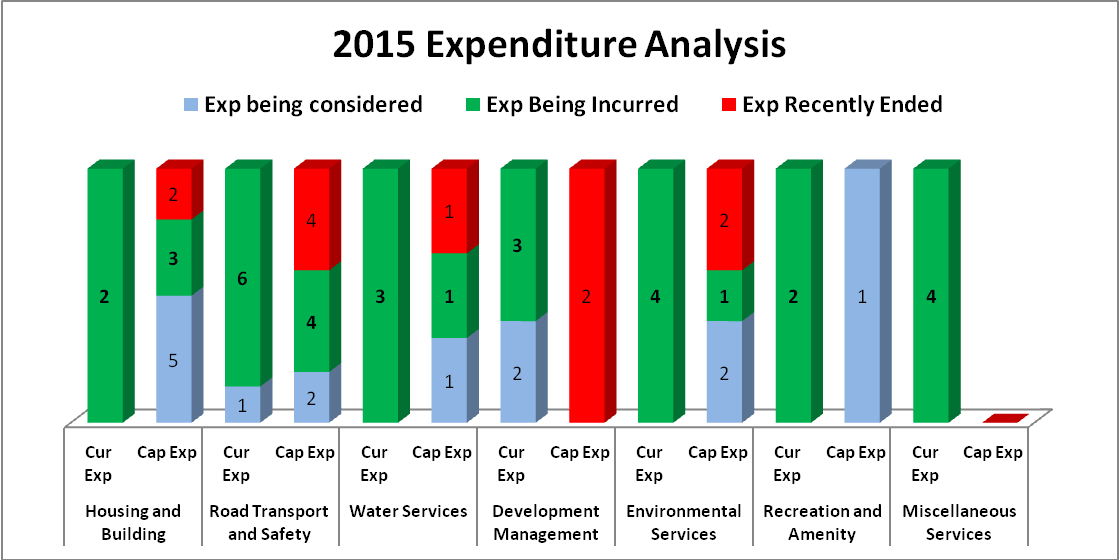 2015 Expenditure Analysis
Exp being considered Exp Being Incurred Exp Recently Ended
2 5 3 2 1 6 2 4 4 3 1 1 1 2 3 2 4 2 1 2 2 1 4
Cur Exp Cap Exp Cur Exp Cap Exp Cur Exp Cap Exp Cur Exp Cap Exp Cur Exp Cap Exp Cur Exp Cap Exp Cur Exp Cap Exp
Housing and Building
Road Transport and Safety
Water Services
Development Management
Environmental Services
Recreation and Amenity
Miscellaneous Services